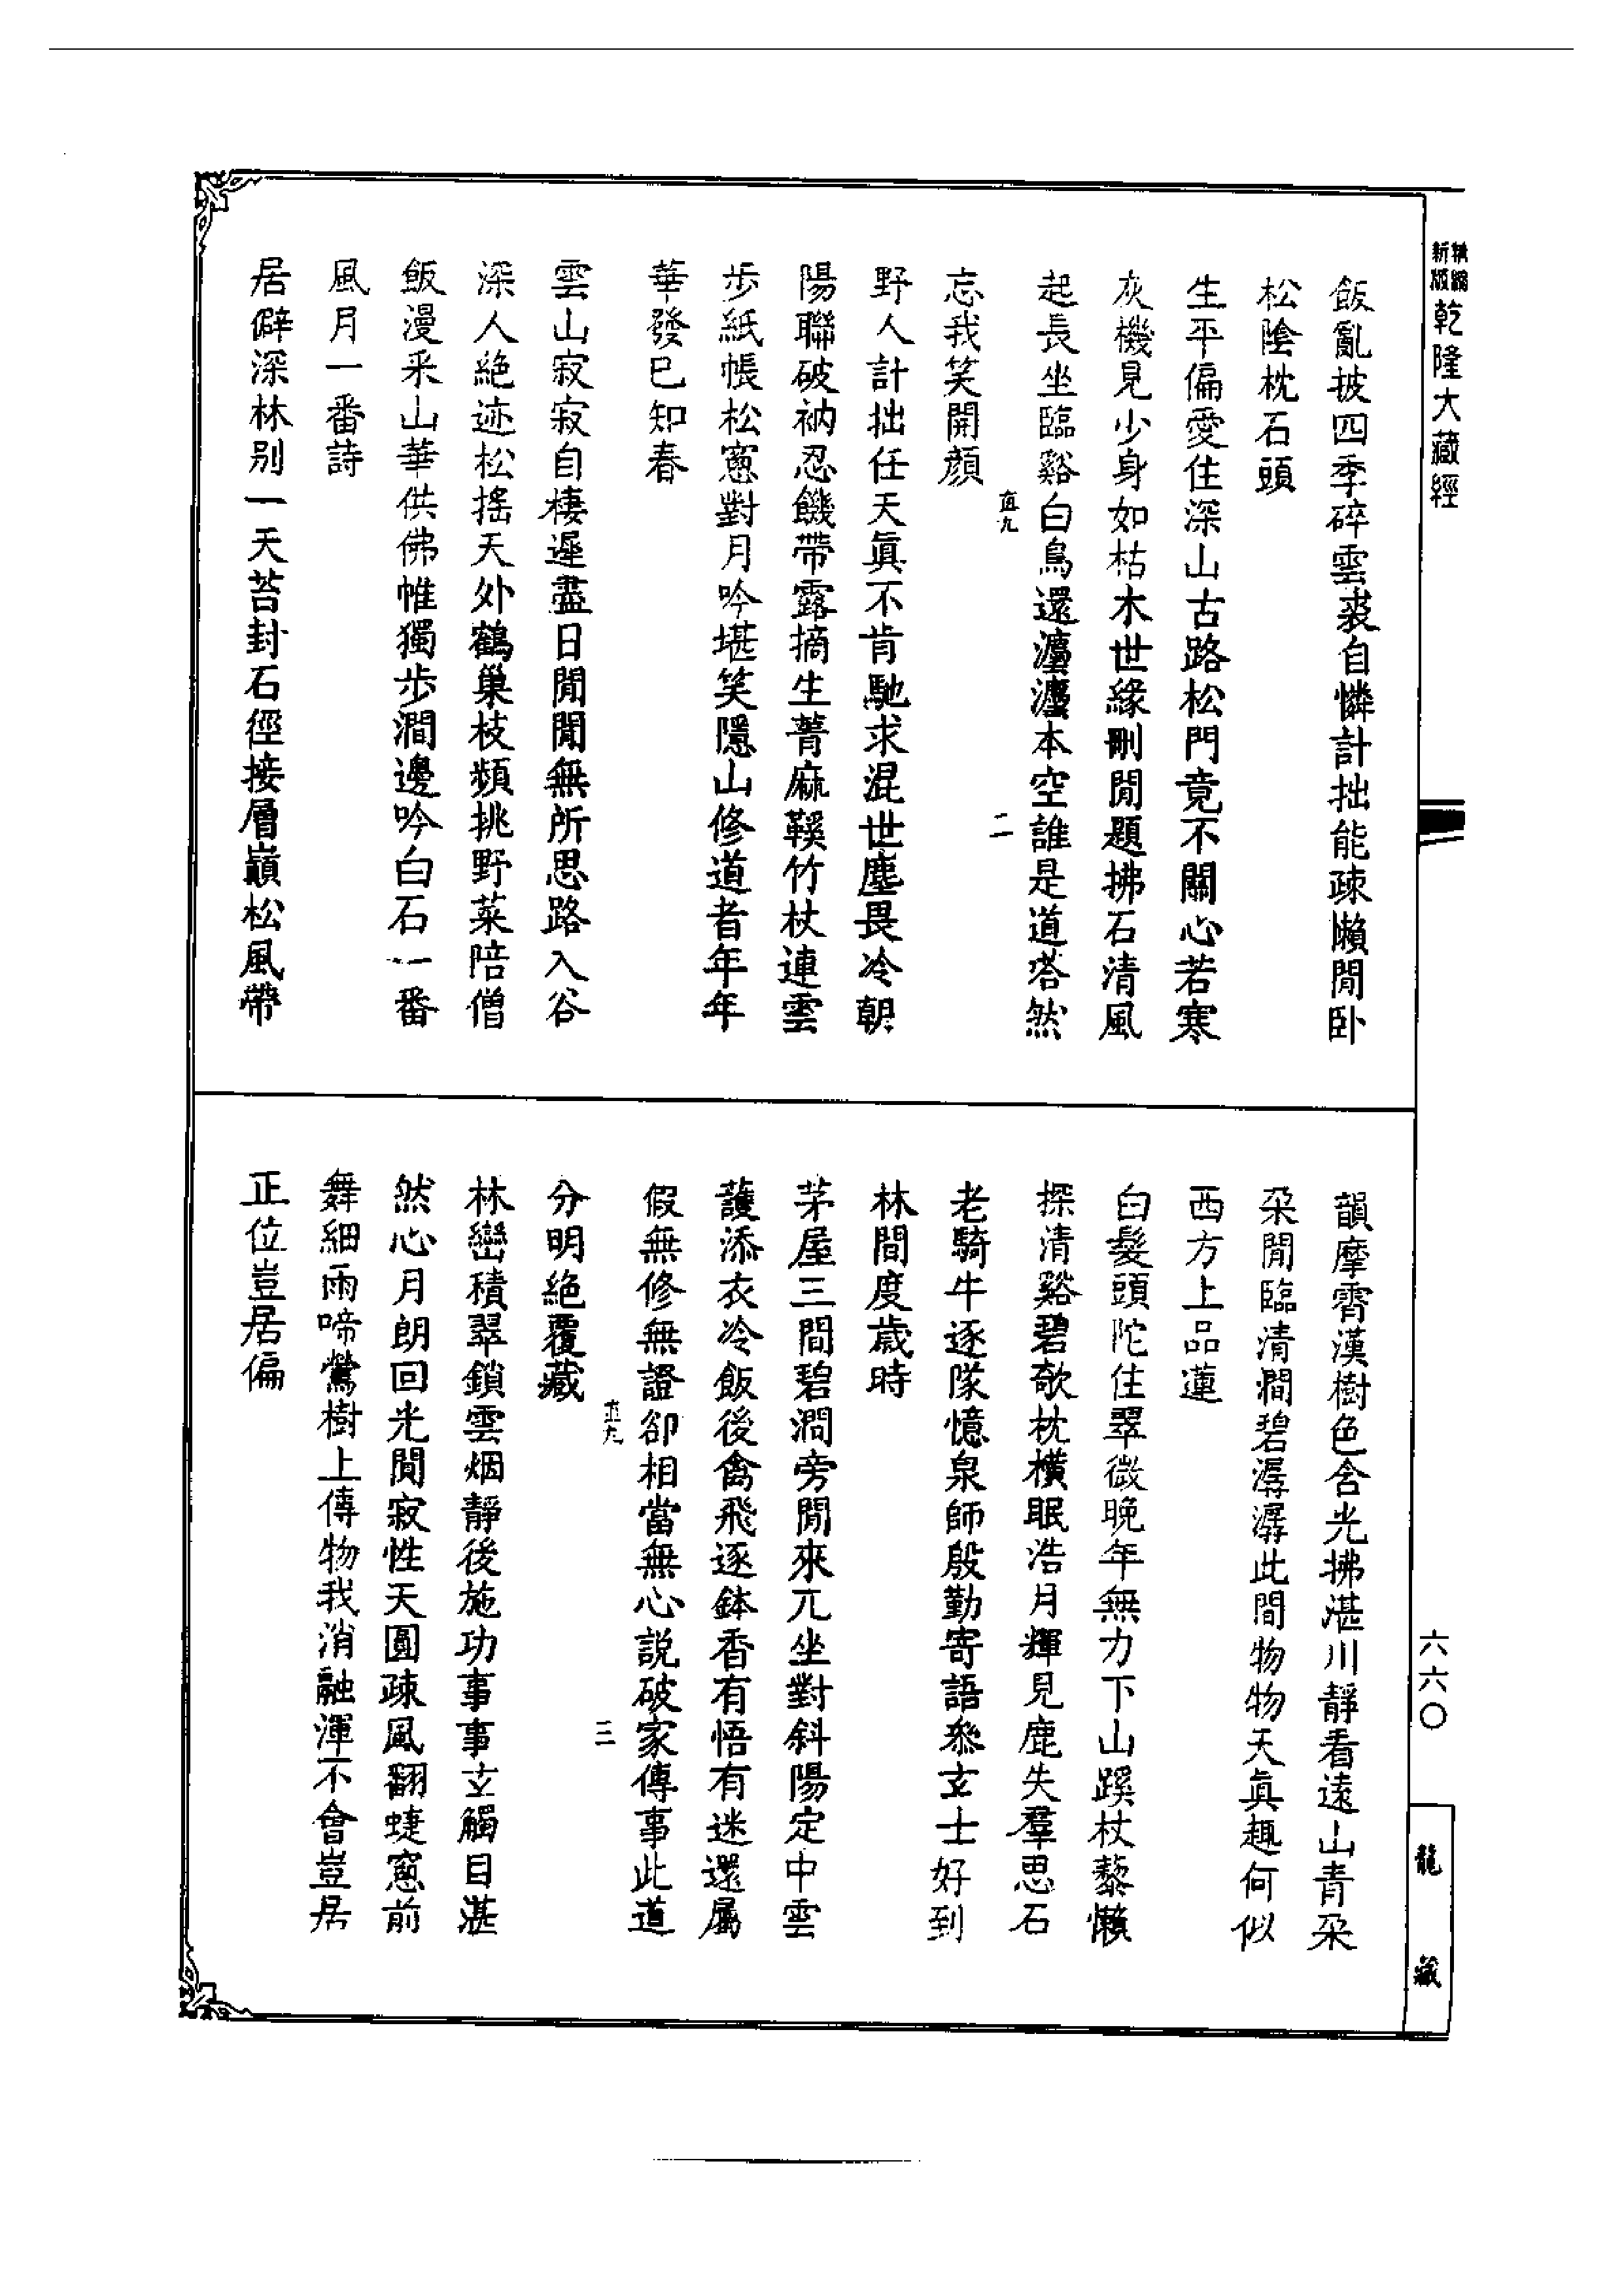 新版精縮乾隆大藏經
飯亂披四季碎雲裘自憐計拙能疎懶閒卧
松陰枕石頭
生平偏愛住深山古路松門竟不關心若寒
灰機見少身如枯木世緣刪閒題拂石清風
起長坐臨谿白鳥還灋灋本空誰是道嗒然
直九 二
忘我笑開顔
野人計拙任天眞不肯馳求混世塵畏冷朝
陽聯破衲忍饑帶露摘生菁麻鞵竹杖連雲
步紙帳松窻對月吟堪笑隱山修道者年年
華發已知春
雲山寂寂自棲遲盡日閒閒無所思路入谷
深人絶迹松搖天外鶴巢枝頻挑野菜陪僧
飯漫采山華供佛帷獨步澗邊吟白石一番
風月一番詩
居僻深林别一天苔封石徑接層巔松風帶
韻摩霄漢樹色含光拂湛川靜看遠山青朶
朶閒臨清澗碧潺潺此間物物天眞趣何似
西方上品蓮
白髮頭陀住翠微晚年無力下山蹊杖藜懶
探清谿碧欹枕橫眠浩月輝見鹿失羣思石
老騎牛逐隊憶泉師殷勤寄語叅玄士好到
林間度歲時
茅屋三間碧澗旁閒來兀坐對斜陽定中雲
護添衣冷飯後禽飛逐鉢香有悟有迷還屬
假無修無證卻相當無心説破家傳事此道
直九 三
分明絶覆藏
林巒積翠鎖雲烟靜後施功事事玄觸目湛
然心月朗回光閴寂性天圓疎風翻蜨窻前
舞細雨啼鶯樹上傳物我消融渾不會豈居
正位豈居偏
六六〇
龍藏